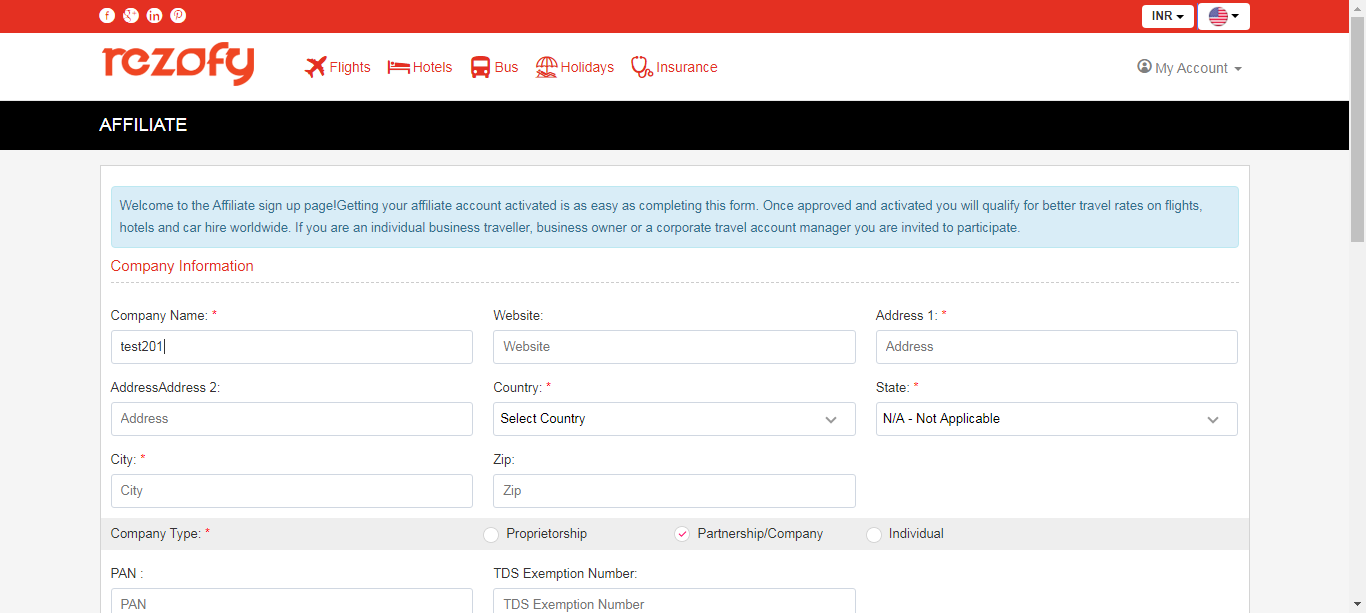 INR
rezofy
Flights Hotels Bus Holidays Insurance My Account
AFFILIATE
Welcome to the Affiliate sign up page!Getting your affiliate account activated is as easy as completing this form. Once approved and activated you will qualify for better travel rates on flights,
hotels and car hire worldwide. If you are an individual business traveller, business owner or a corporate travel account manager you are invited to participate.
Company Information
Company Name: * Website: Address 1: *
test201 Website Address
AddressAddress 2: Country: * State: *
Address Select Country N/A - Not Applicable
City: * Zip:
City Zip
Company Type: * Proprietorship Partnership/Company Individual
PAN : TDS Exemption Number:
PAN TDS Exemption Number